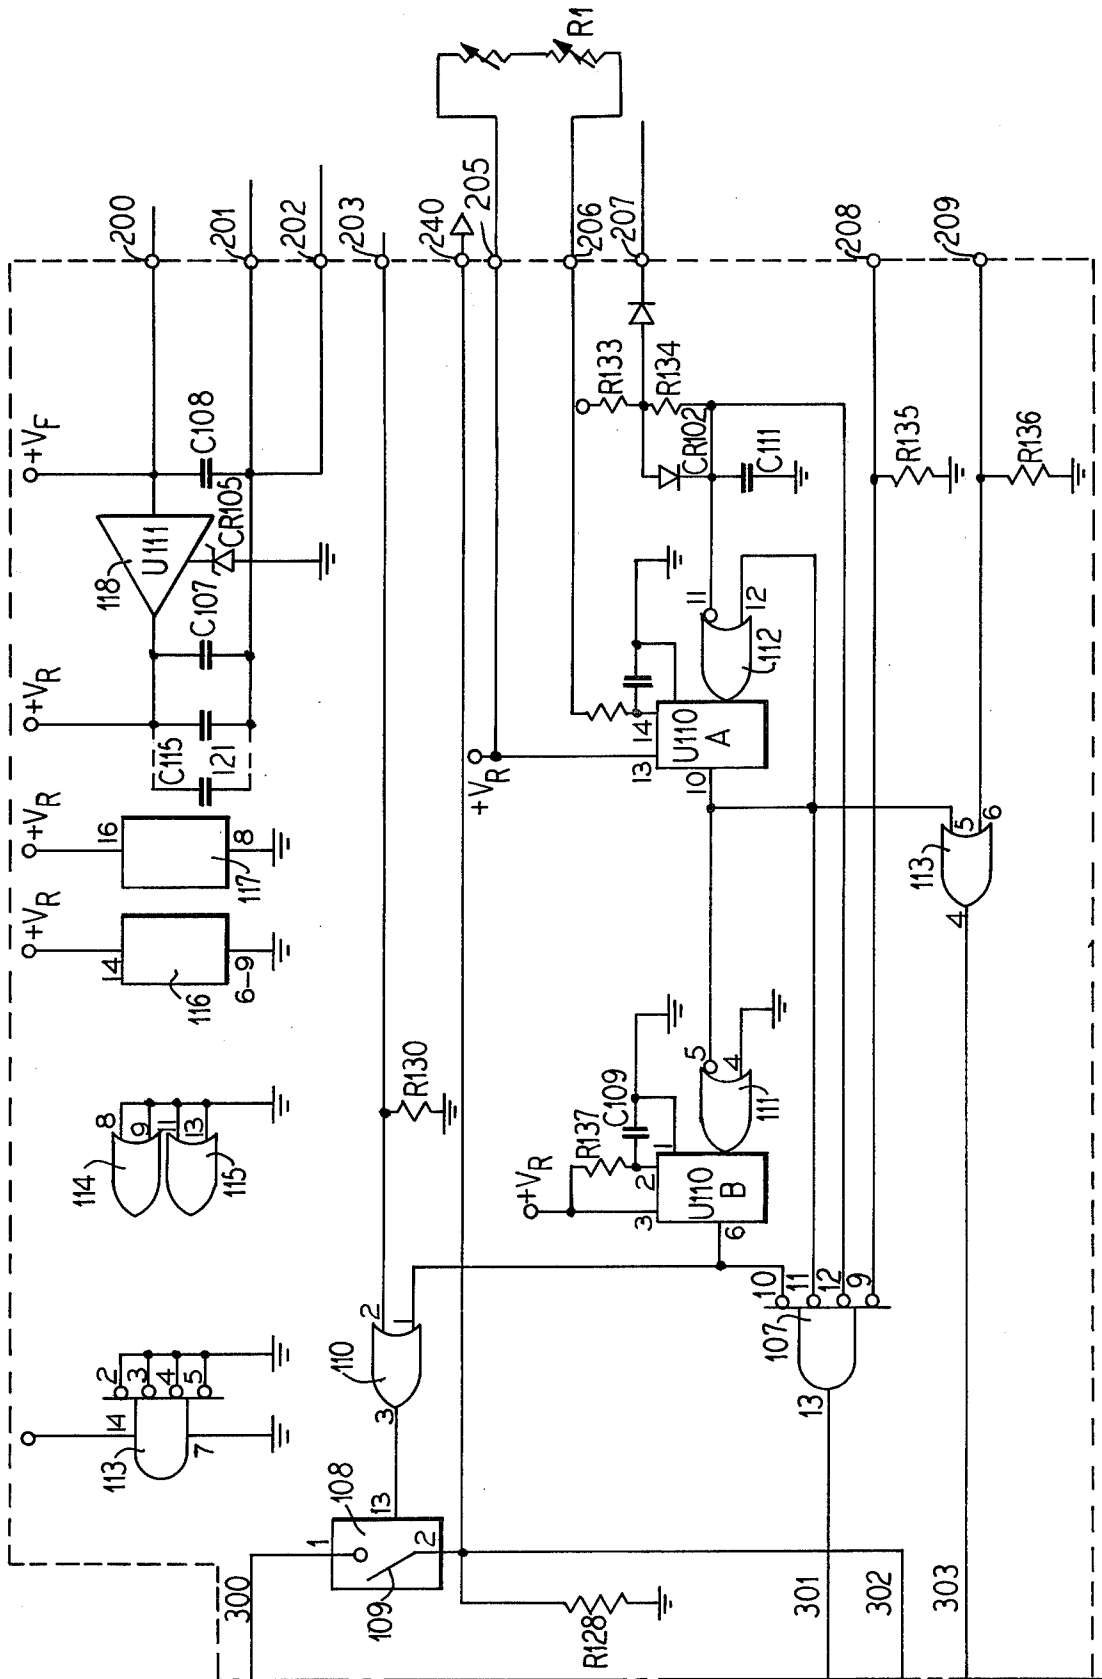 R1
200
201
202
203
240
205
206
207
208
209
+VF
C108
U111
118
CR105
C107
+VR
C115
121
+VR
16
8
117
+VR
14
6-9
116
8
9
11
13
114
115
2
3
4
5
14
7
113
R133
R134
CR102
C111
R135
R136
11
12
112
14
13
10
U110
A
+VR
5
6
4
113
R130
+VR
R137
C109
1
2
3
6
U110
B
5
4
111
2
1
3
110
10
11
12
9
107
13
13
108
1
2
109
R128
300
301
302
303